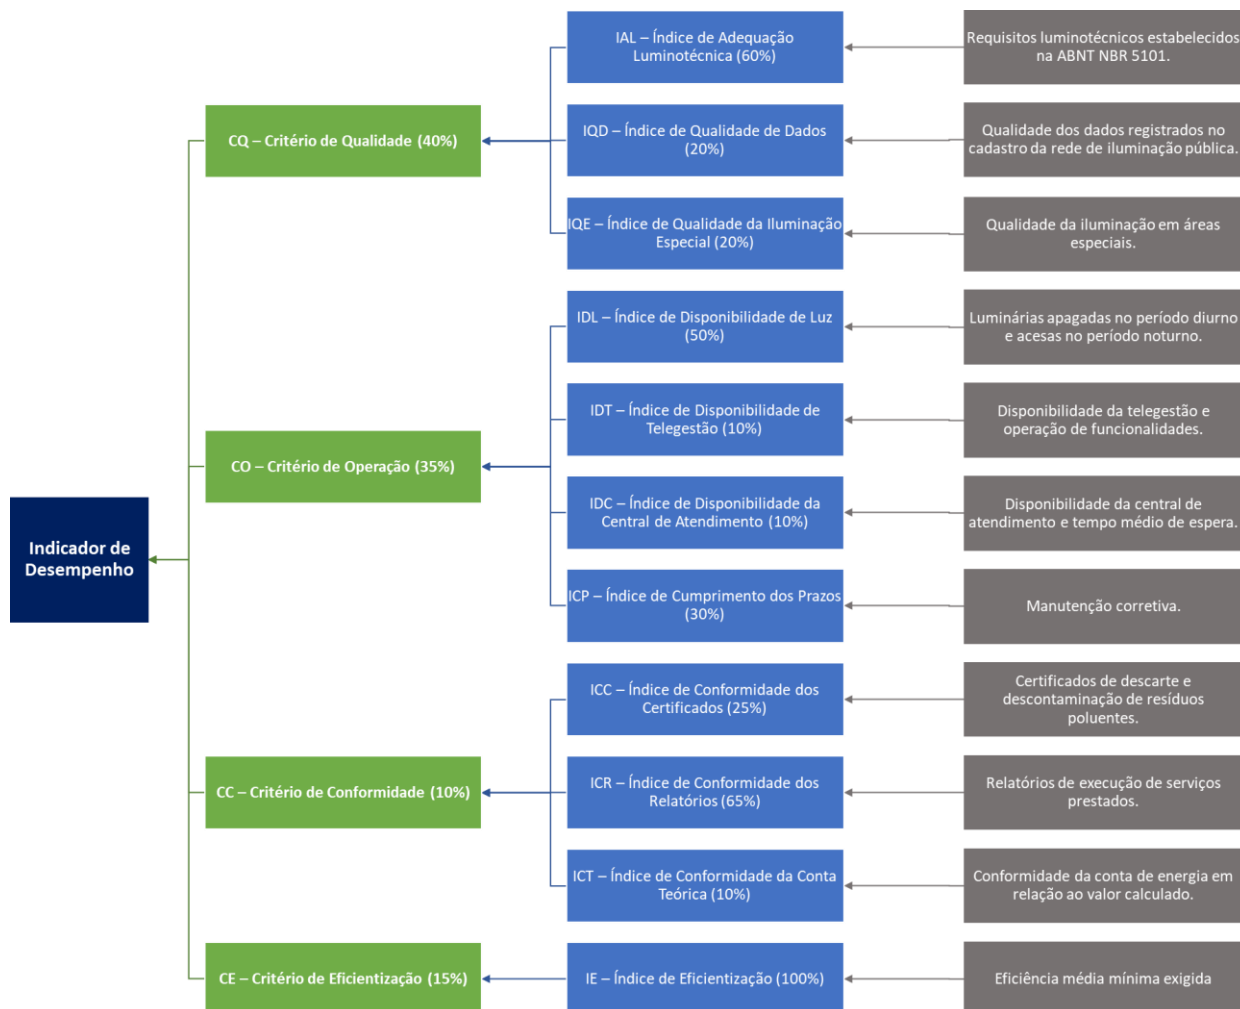 IAL – Índice de Adequação
Luminotécnica (60%)
Requisitos luminotécnicos estabelecidos
na ABNT NBR 5101.
CQ – Critério de Qualidade (40%)
IQD – Índice de Qualidade de Dados
(20%)
Qualidade dos dados registrados no
cadastro da rede de iluminação pública.
IQE – Índice de Qualidade da Iluminação
Especial (20%)
Qualidade da iluminação em áreas
especiais.
IDL – Índice de Disponibilidade de Luz
(50%)
Luminárias apagadas no período diurno
e acesas no período noturno.
IDT – Índice de Disponibilidade de
Telegestão (10%)
Disponibilidade da telegestão e
operação de funcionalidades.
CO – Critério de Operação (35%)
IDC – Índice de Disponibilidade da
Central de Atendimento (10%)
Disponibilidade da central de
atendimento e tempo médio de espera.
Indicador de
Desempenho
ICP – Índice de Cumprimento dos Prazos
(30%)
Manutenção corretiva.
ICC – Índice de Conformidade dos
Certificados (25%)
Certificados de descarte e
descontaminação de resíduos
poluentes.
CC – Critério de Conformidade (10%)
ICR – Índice de Conformidade dos
Relatórios (65%)
Relatórios de execução de serviços
prestados.
ICT – Índice de Conformidade da Conta
Teórica (10%)
Conformidade da conta de energia em
relação ao valor calculado.
CE – Critério de Eficientização (15%)
IE – Índice de Eficientização (100%)
Eficiência média mínima exigida